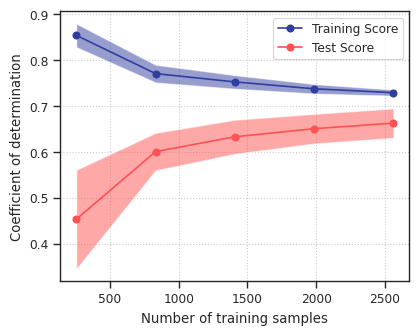 0.9
0.8
0.7
0.6
0.5
0.4
Coefficient of determination
Training Score
Test Score
500
1000
1500
2000
2500
Number of training samples